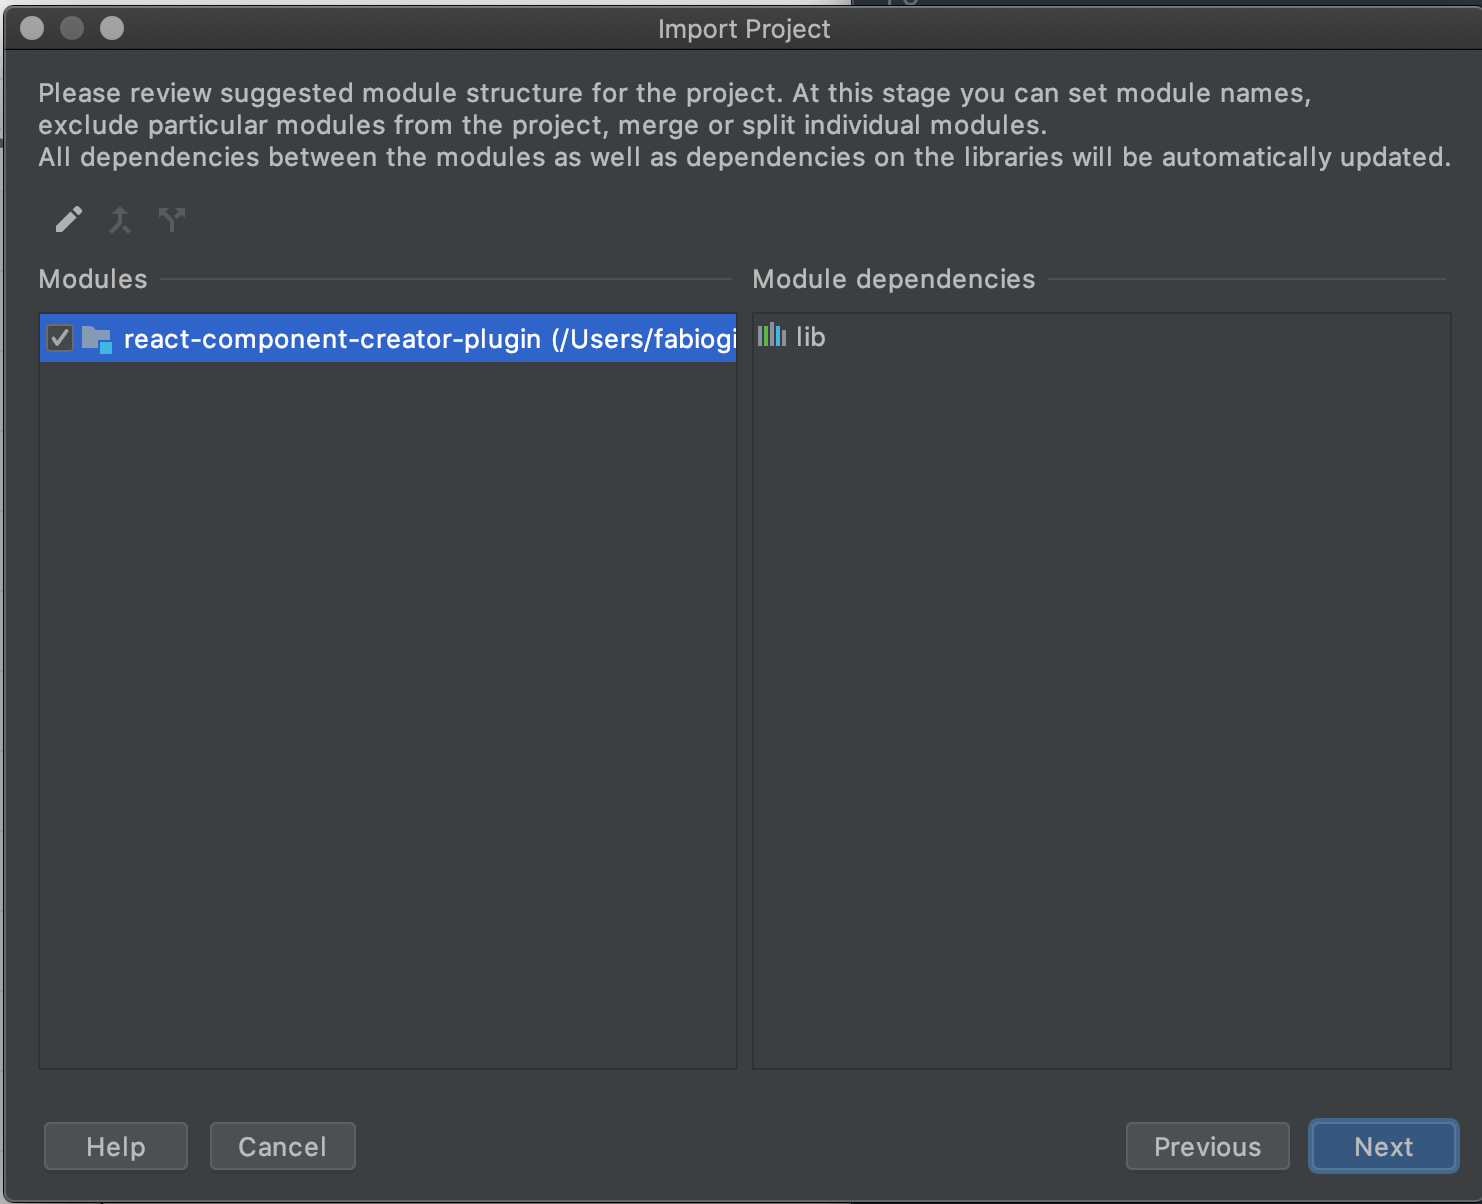 Import Project
Please review suggested module structure for the project. At this stage you can set module names,
exclude particular modules from the project, merge or split individual modules.
All dependencies between the modules as well as dependencies on the libraries will be automatically updated.
Modules
Module dependencies
react-component-creator-plugin (/Users/fabiogi
lib
Help
Cancel
Previous
Next